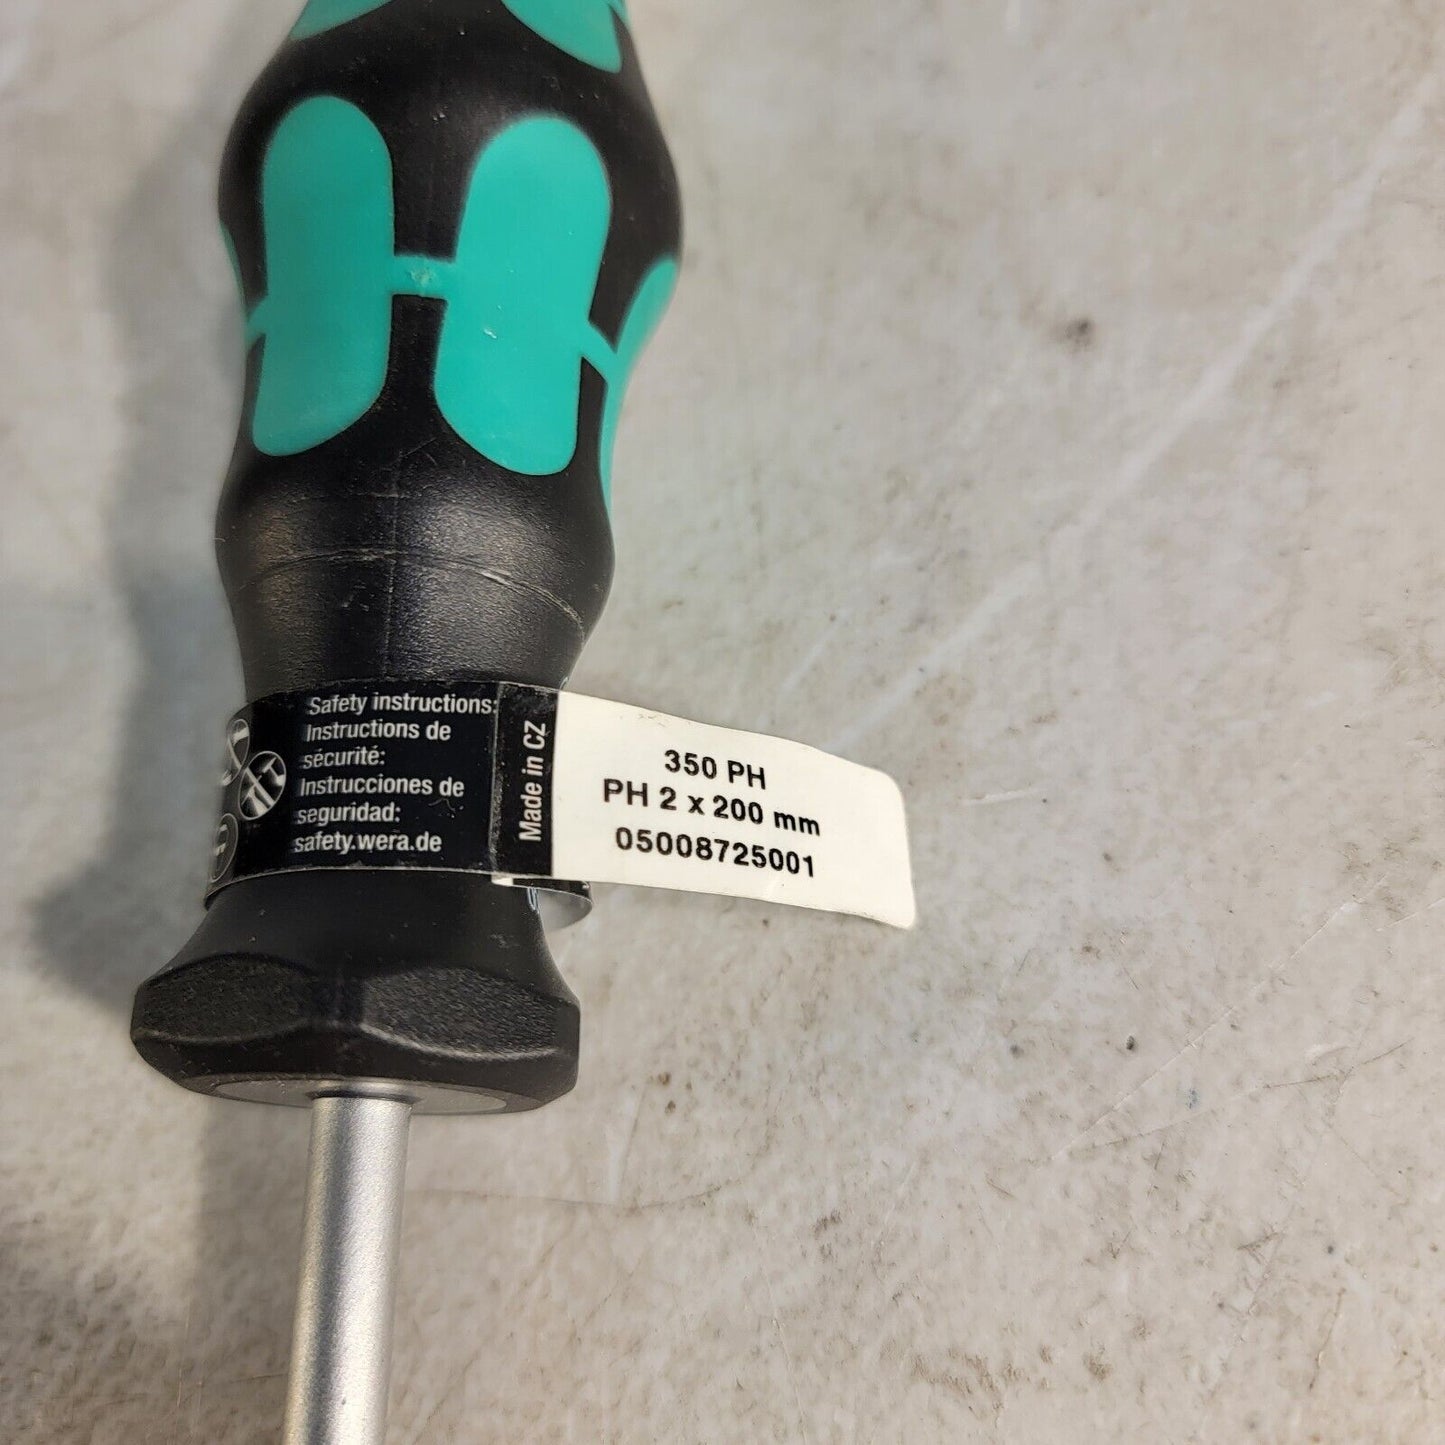 Safety instructions:
Instructions de
sécurité:
Instrucciones de
seguridad:
safety.wera.de
Made in CZ
350 PH
PH 2 x 200 mm
05008725001